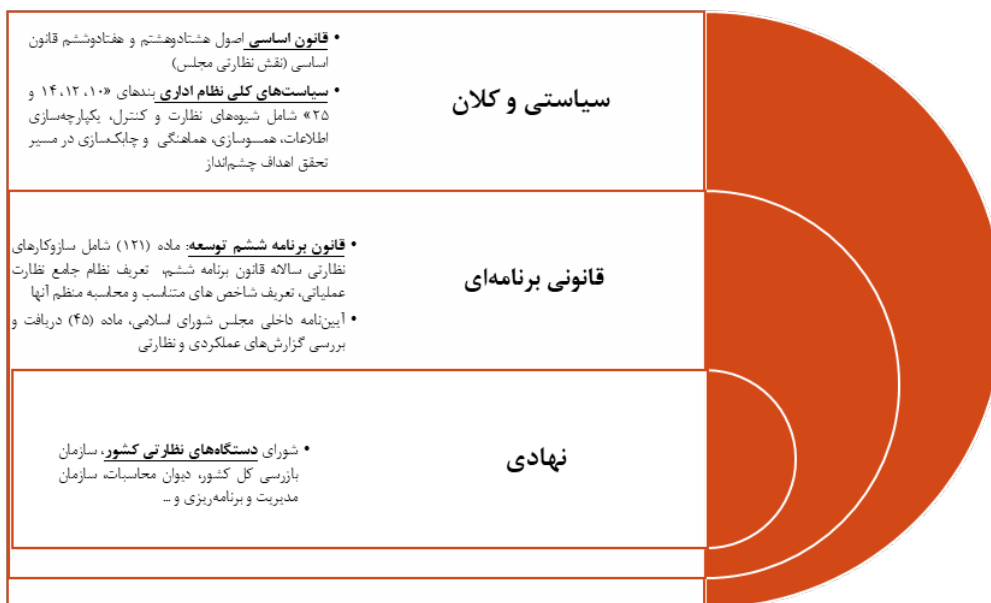 سیاستی و کلان
• قانون اساسی اصول هشتادوهشتم و هفتادوششم قانون
اساسی (نقش نظارتی مجلس)
• سیاست‌های کلی نظام اداری بندهای «۱۰، ۱۲، ۱۴ و
۲۵» شامل شیوه‌های نظارت و کنترل، یکپارچه‌سازی
اطلاعات، همسوسازی، هماهنگی و چابک‌سازی در مسیر
تحقق اهداف چشم‌انداز
قانونی برنامه‌ای
• قانون برنامه ششم توسعه: ماده (۱۲۱) شامل سازوکارهای
نظارتی سالانه قانون برنامه ششم، تعریف نظام جامع نظارت
عملیاتی، تعریف شاخص های متناسب و محاسبه منظم آنها
• آیین‌نامه داخلی مجلس شورای اسلامی، ماده (۴۵) دریافت و
بررسی گزارش‌های عملکردی و نظارتی
نهادی
• شورای دستگاه‌های نظارتی کشور، سازمان
بازرسی کل کشور، دیوان محاسبات، سازمان
مدیریت و برنامه‌ریزی و ...